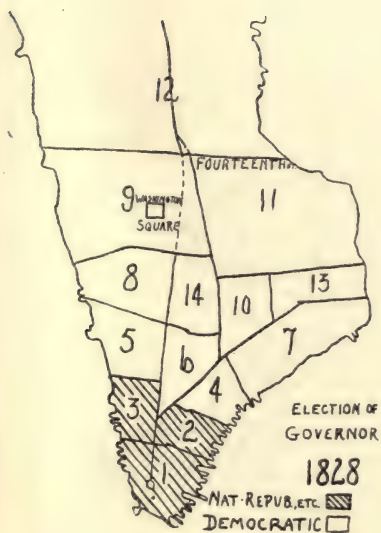 12
FOURTEENTH ST.
9 WASHINGTON
SQUARE
11
8
14
10
13
5
6
7
4
3
2
1
ELECTION OF
GOVERNOR
1828
NAT-REPUB., ETC.
DEMOCRATIC